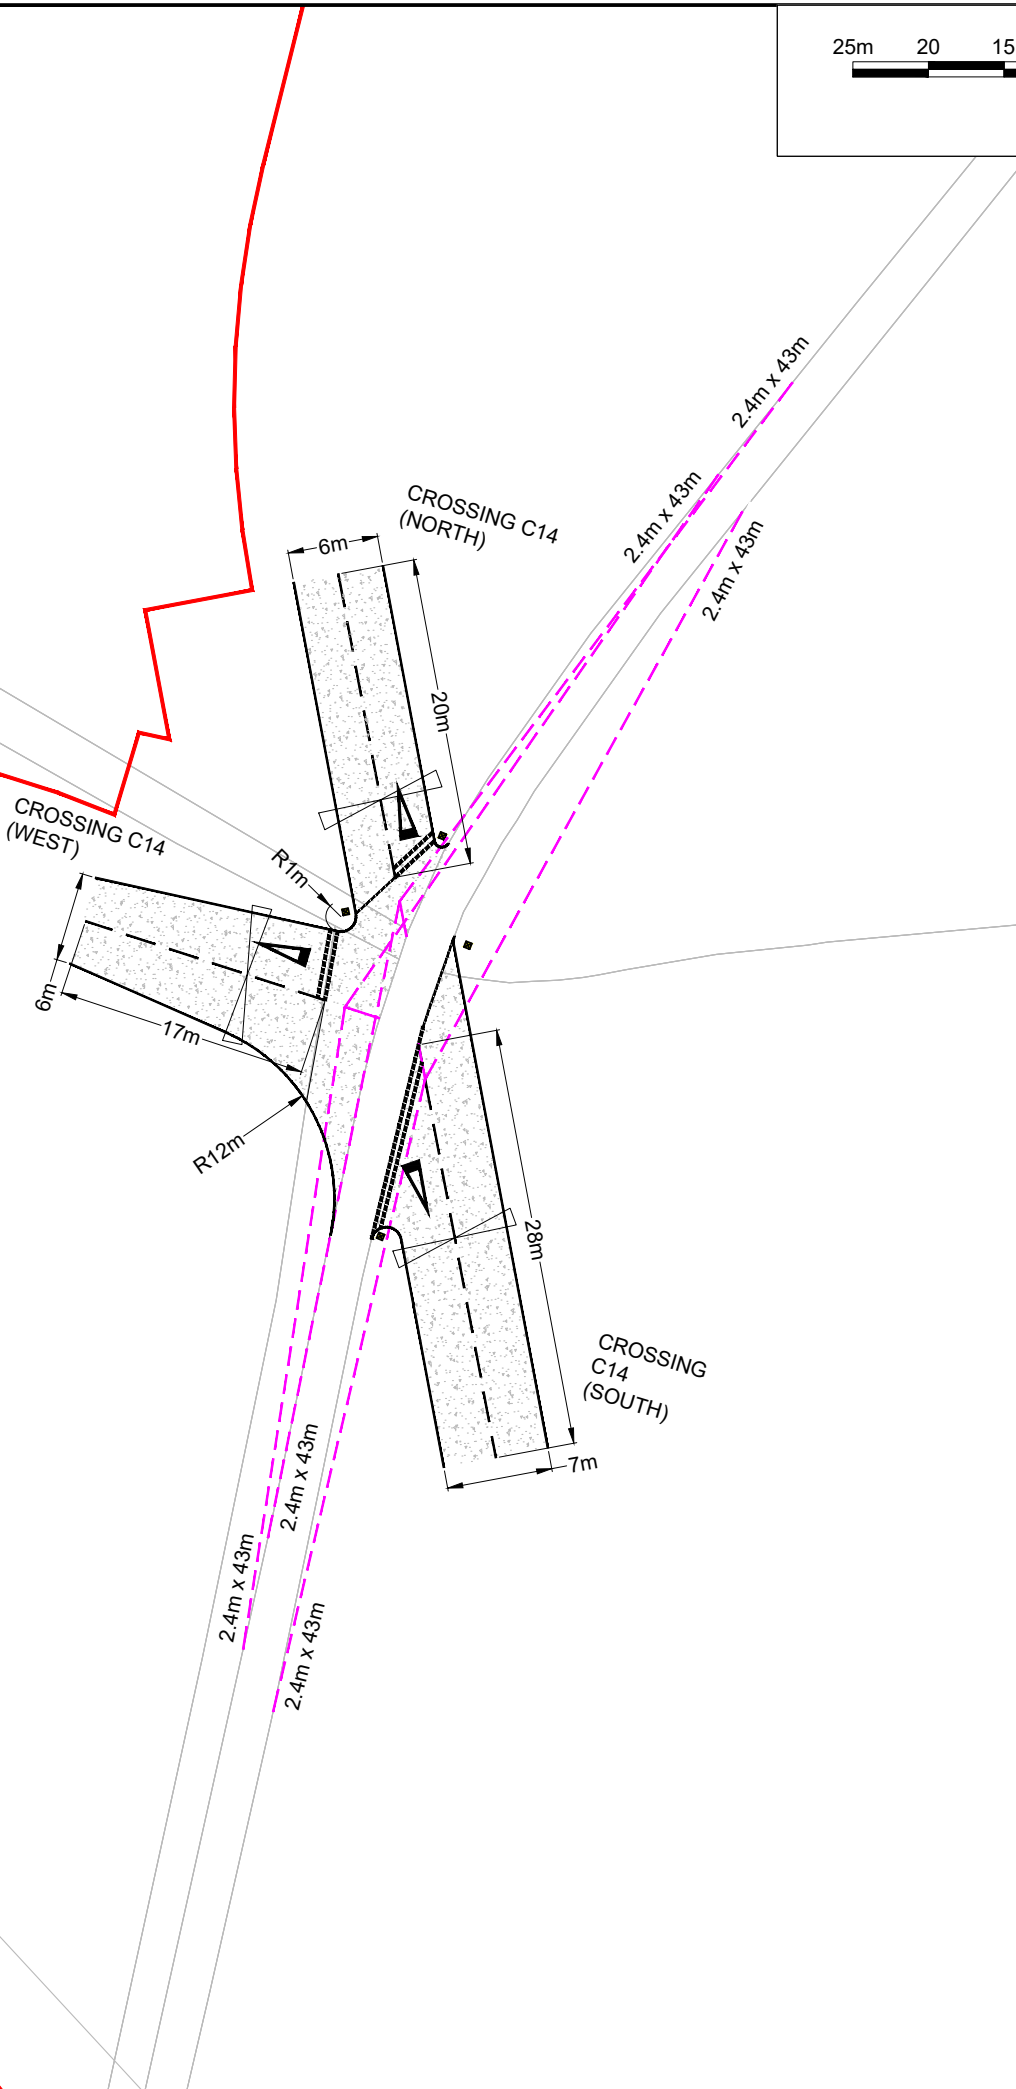 25m 20 15
2.4m x 43m
2.4m x 43m
2.4m x 43m
CROSSING C14
(NORTH)
6m
20m
CROSSING C14
(WEST)
R1m
6m
17m
R12m
28m
CROSSING
C14
(SOUTH)
7m
2.4m x 43m
2.4m x 43m
2.4m x 43m